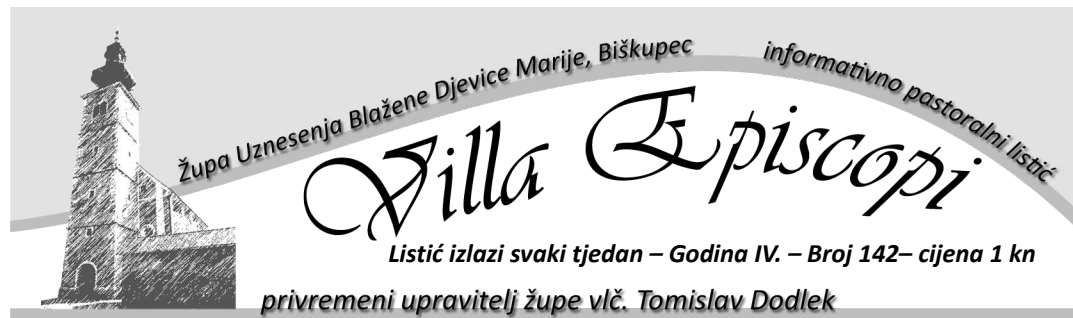 Župa Uznesenja Blažene Djevice Marije, Biškupec
informativno pastoralni listić
Villa Episcopi
Listić izlazi svaki tjedan – Godina IV. – Broj 142– cijena 1 kn
privremeni upravitelj župe vlč. Tomislav Dodlek